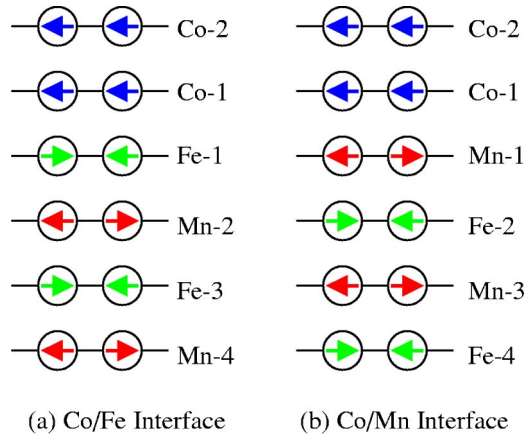 Co-2
Co-1
Fe-1
Mn-2
Fe-3
Mn-4
(a) Co/Fe Interface
Co-2
Co-1
Mn-1
Fe-2
Mn-3
Fe-4
(b) Co/Mn Interface